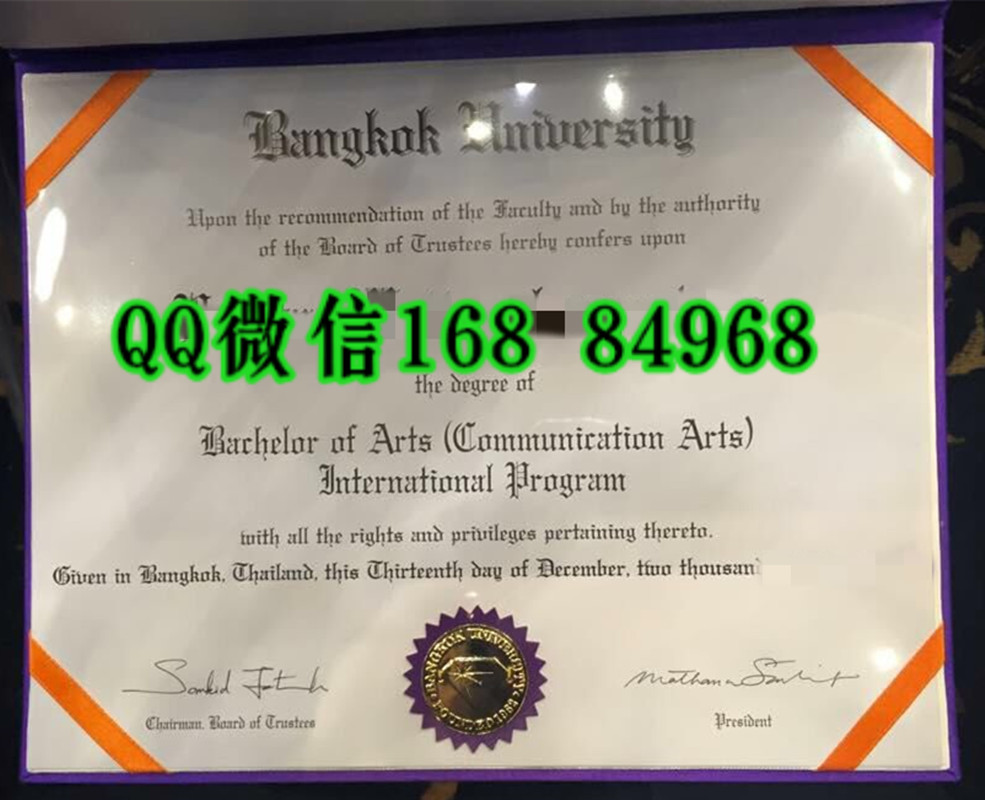 Bangkok University
Upon the recommendation of the Faculty and by the authority
of the Board of Trustees hereby confers upon
QQ微信168 84968
the degree of
Bachelor of Arts (Communication Arts)
International Program
with all the rights and privileges pertaining thereto.
Given in Bangkok, Thailand, this Thirteenth day of December, two thousan
BANGKOK UNIVERSITY
Chairman, Board of Trustees
President